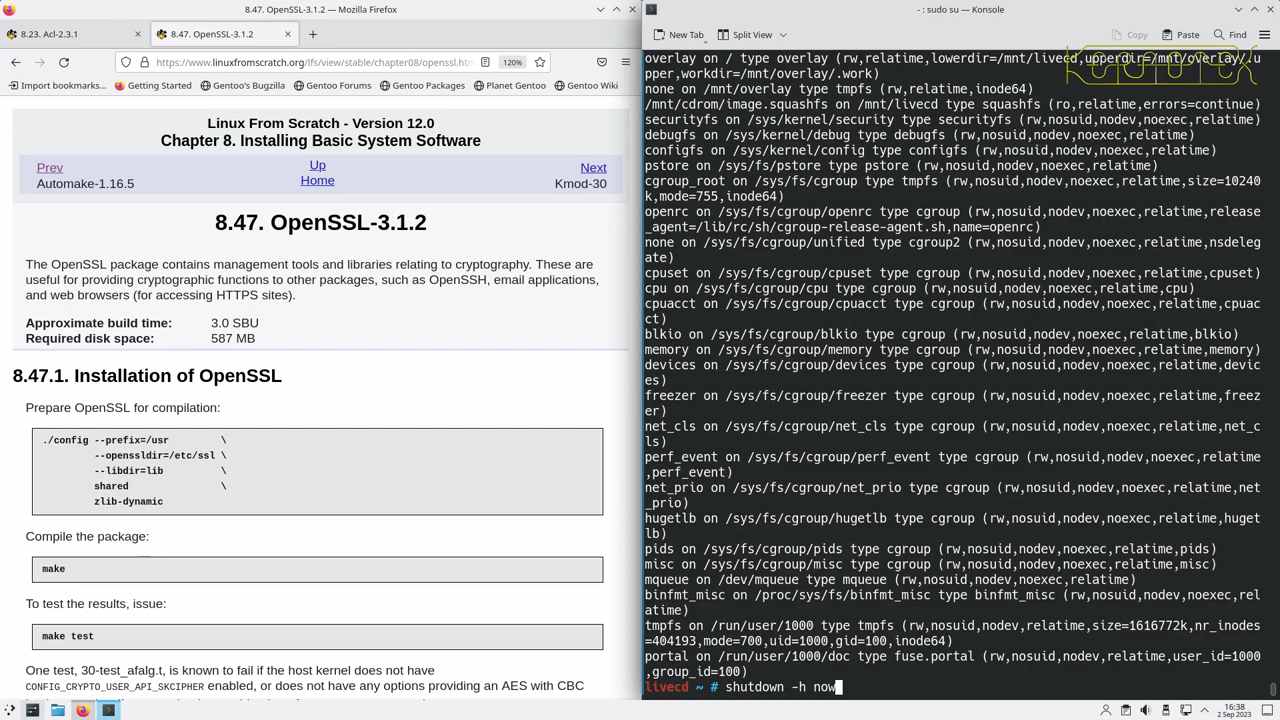 8.47. OpenSSL-3.1.2 — Mozilla Firefox
8.23. Acl-2.3.1
8.47. OpenSSL-3.1.2
https://www.linuxfromscratch.org/lfs/view/stable/chapter08/openssl.htm
120%
Import bookmarks...
Getting Started
Gentoo's Bugzilla
Gentoo Forums
Gentoo Packages
Planet Gentoo
Gentoo Wiki
Linux From Scratch - Version 12.0
Chapter 8. Installing Basic System Software
Prev
Automake-1.16.5
Up
Home
Next
Kmod-30
8.47. OpenSSL-3.1.2
The OpenSSL package contains management tools and libraries relating to cryptography. These are
useful for providing cryptographic functions to other packages, such as OpenSSH, email applications,
and web browsers (for accessing HTTPS sites).
Approximate build time: 3.0 SBU
Required disk space: 587 MB
8.47.1. Installation of OpenSSL
Prepare OpenSSL for compilation:
./config --prefix=/usr \
--openssldir=/etc/ssl \
--libdir=lib \
shared \
zlib-dynamic
Compile the package:
make
To test the results, issue:
make test
One test, 30-test_afalg.t, is known to fail if the host kernel does not have
CONFIG_CRYPTO_USER_API_SKCIPHER enabled, or does not have any options providing an AES with CBC
- : sudo su — Konsole
New Tab
Split View
Copy
Paste
Find
overlay on / type overlay (rw,relatime,lowerdir=/mnt/livecd,upperdir=/mnt/overlay/.u
pper,workdir=/mnt/overlay/.work)
none on /mnt/overlay type tmpfs (rw,relatime,inode64)
/mnt/cdrom/image.squashfs on /mnt/livecd type squashfs (ro,relatime,errors=continue)
securityfs on /sys/kernel/security type securityfs (rw,nosuid,nodev,noexec,relatime)
debugfs on /sys/kernel/debug type debugfs (rw,nosuid,nodev,noexec,relatime)
configfs on /sys/kernel/config type configfs (rw,nosuid,nodev,noexec,relatime)
pstore on /sys/fs/pstore type pstore (rw,nosuid,nodev,noexec,relatime)
cgroup_root on /sys/fs/cgroup type tmpfs (rw,nosuid,nodev,noexec,relatime,size=10240
k,mode=755,inode64)
openrc on /sys/fs/cgroup/openrc type cgroup (rw,nosuid,nodev,noexec,relatime,release
_agent=/lib/rc/sh/cgroup-release-agent.sh,name=openrc)
none on /sys/fs/cgroup/unified type cgroup2 (rw,nosuid,nodev,noexec,relatime,nsdeleg
ate)
cpuset on /sys/fs/cgroup/cpuset type cgroup (rw,nosuid,nodev,noexec,relatime,cpuset)
cpu on /sys/fs/cgroup/cpu type cgroup (rw,nosuid,nodev,noexec,relatime,cpu)
cpuacct on /sys/fs/cgroup/cpuacct type cgroup (rw,nosuid,nodev,noexec,relatime,cpuac
ct)
blkio on /sys/fs/cgroup/blkio type cgroup (rw,nosuid,nodev,noexec,relatime,blkio)
memory on /sys/fs/cgroup/memory type cgroup (rw,nosuid,nodev,noexec,relatime,memory)
devices on /sys/fs/cgroup/devices type cgroup (rw,nosuid,nodev,noexec,relatime,devic
es)
freezer on /sys/fs/cgroup/freezer type cgroup (rw,nosuid,nodev,noexec,relatime,freez
er)
net_cls on /sys/fs/cgroup/net_cls type cgroup (rw,nosuid,nodev,noexec,relatime,net_c
ls)
perf_event on /sys/fs/cgroup/perf_event type cgroup (rw,nosuid,nodev,noexec,relatime
,perf_event)
net_prio on /sys/fs/cgroup/net_prio type cgroup (rw,nosuid,nodev,noexec,relatime,net
_prio)
hugetlb on /sys/fs/cgroup/hugetlb type cgroup (rw,nosuid,nodev,noexec,relatime,huget
lb)
pids on /sys/fs/cgroup/pids type cgroup (rw,nosuid,nodev,noexec,relatime,pids)
misc on /sys/fs/cgroup/misc type cgroup (rw,nosuid,nodev,noexec,relatime,misc)
mqueue on /dev/mqueue type mqueue (rw,nosuid,nodev,noexec,relatime)
binfmt_misc on /proc/sys/fs/binfmt_misc type binfmt_misc (rw,nosuid,nodev,noexec,rel
atime)
tmpfs on /run/user/1000 type tmpfs (rw,nosuid,nodev,relatime,size=1616772k,nr_inodes
=404193,mode=700,uid=1000,gid=100,inode64)
portal on /run/user/1000/doc type fuse.portal (rw,nosuid,nodev,relatime,user_id=1000
,group_id=100)
livecd ~ # shutdown -h now
16:38
2 Sep 2023